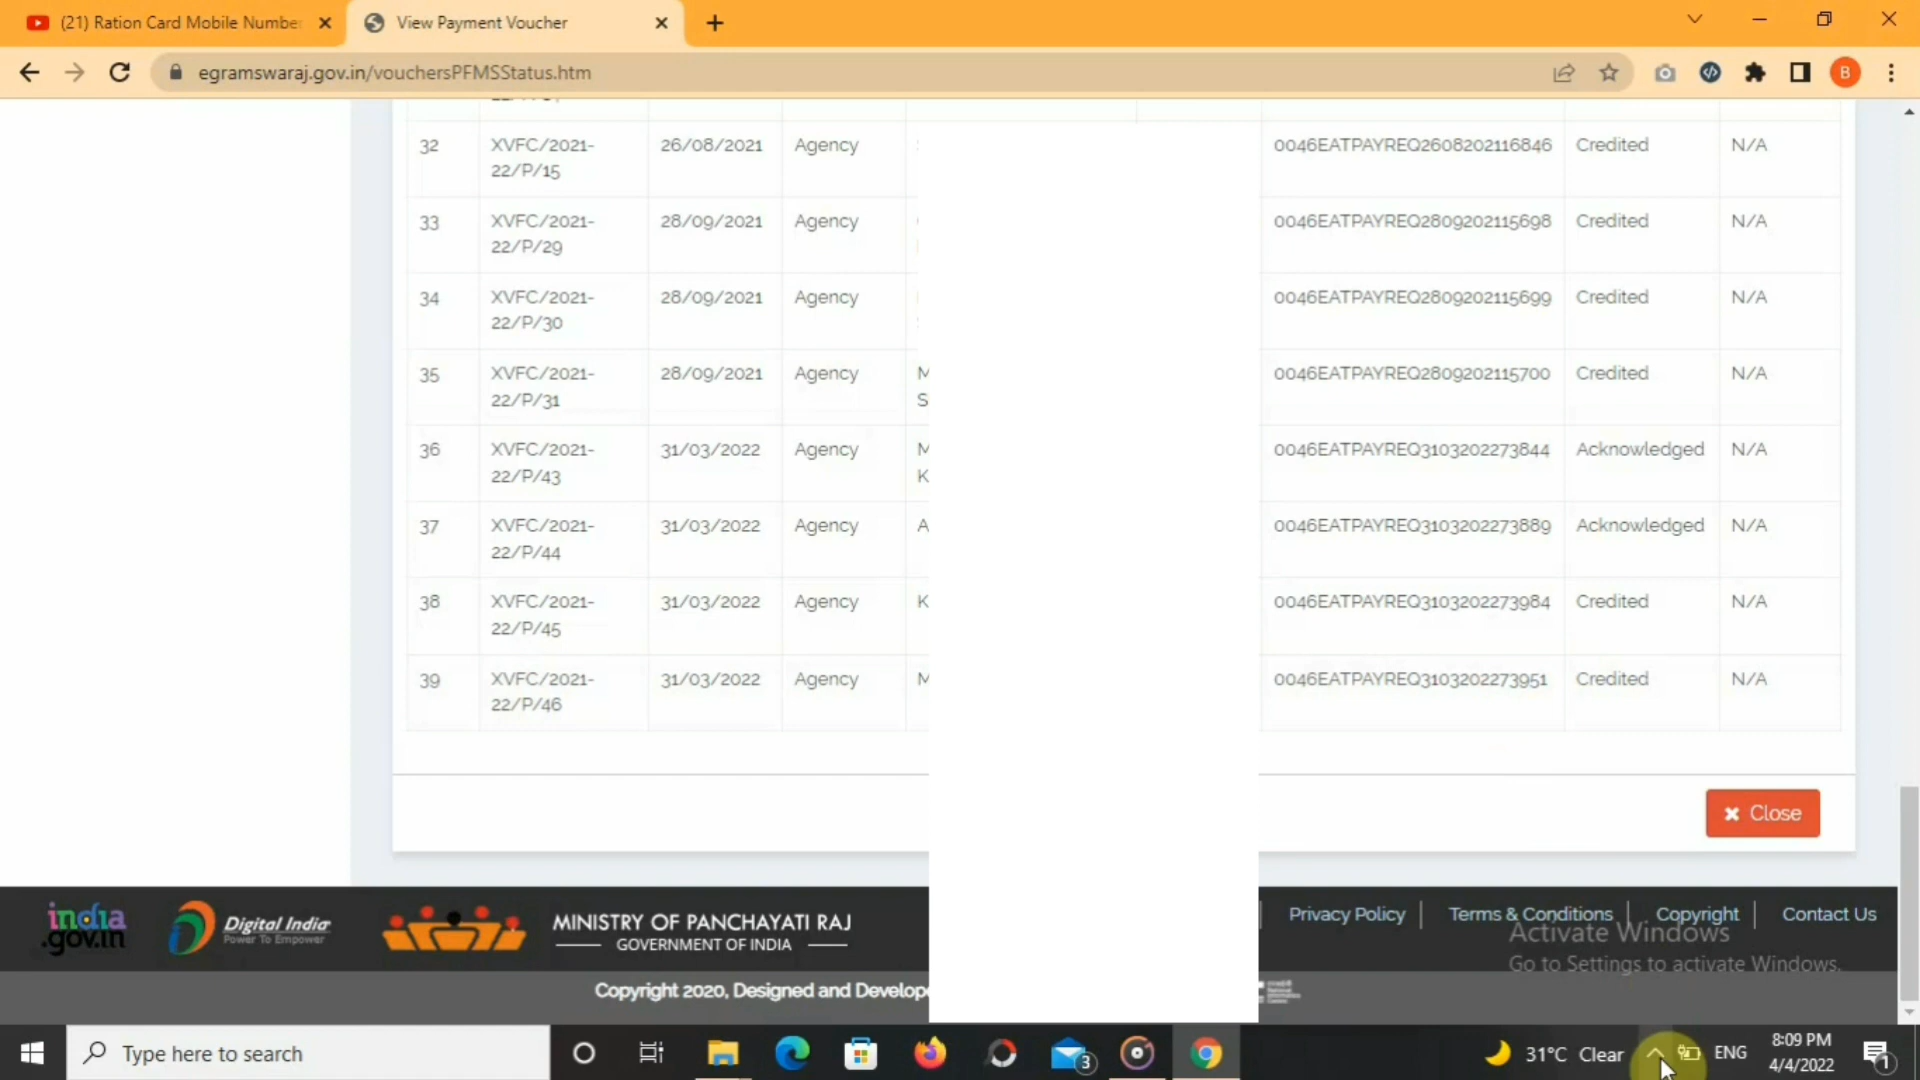 (21) Ration Card Mobile Numbe
View Payment Voucher
egramswaraj.gov.in/vouchersPFMSStatus.htm
B
32 XVFC/2021-22/P/15 26/08/2021 Agency 0046EATPAYREQ2608202116846 Credited N/A
33 XVFC/2021-22/P/29 28/09/2021 Agency 0046EATPAYREQ2809202115698 Credited N/A
34 XVFC/2021-22/P/30 28/09/2021 Agency 0046EATPAYREQ2809202115699 Credited N/A
35 XVFC/2021-22/P/31 28/09/2021 Agency M S 0046EATPAYREQ2809202115700 Credited N/A
36 XVFC/2021-22/P/43 31/03/2022 Agency M K 0046EATPAYREQ3103202273844 Acknowledged N/A
37 XVFC/2021-22/P/44 31/03/2022 Agency A 0046EATPAYREQ3103202273889 Acknowledged N/A
38 XVFC/2021-22/P/45 31/03/2022 Agency K 0046EATPAYREQ3103202273984 Credited N/A
39 XVFC/2021-22/P/46 31/03/2022 Agency M 0046EATPAYREQ3103202273951 Credited N/A
Close
india.gov.in
Digital India
Power To Empower
MINISTRY OF PANCHAYATI RAJ
GOVERNMENT OF INDIA
Privacy Policy | Terms & Conditions | Copyright | Contact Us
Activate Windows
Go to Settings to activate Windows.
Copyright 2020, Designed and Develope
Type here to search
3
31°C Clear
ENG
8:09 PM
4/4/2022
1